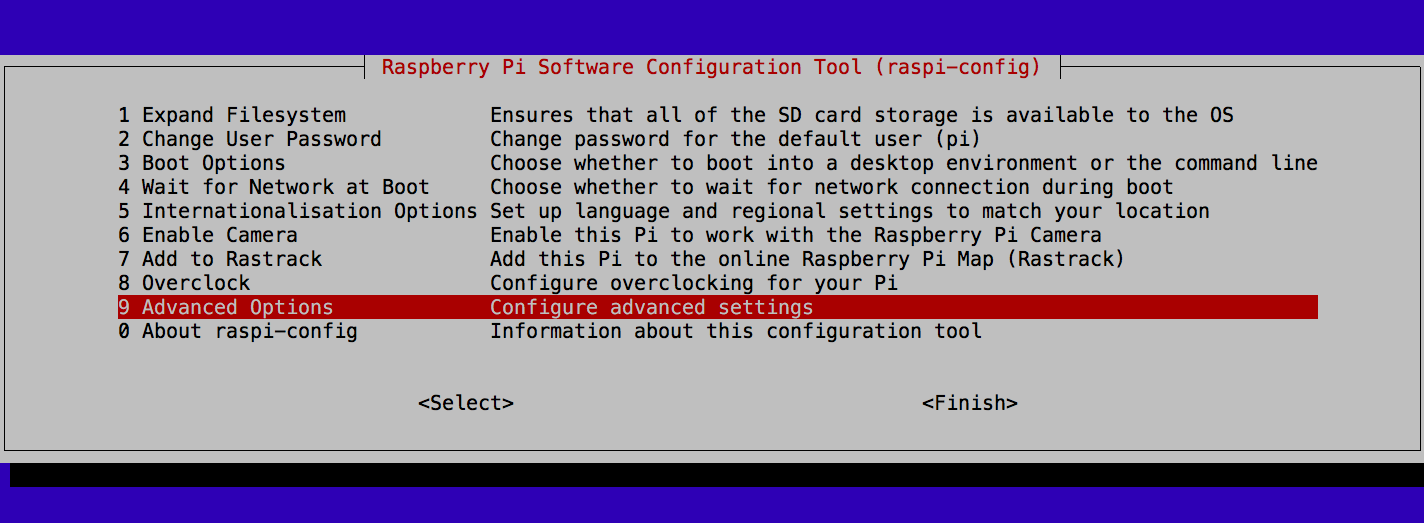 Raspberry Pi Software Configuration Tool (raspi-config)
1 Expand Filesystem Ensures that all of the SD card storage is available to the OS
2 Change User Password Change password for the default user (pi)
3 Boot Options Choose whether to boot into a desktop environment or the command line
4 Wait for Network at Boot Choose whether to wait for network connection during boot
5 Internationalisation Options Set up language and regional settings to match your location
6 Enable Camera Enable this Pi to work with the Raspberry Pi Camera
7 Add to Rastrack Add this Pi to the online Raspberry Pi Map (Rastrack)
8 Overclock Configure overclocking for your Pi
9 Advanced Options Configure advanced settings
0 About raspi-config Information about this configuration tool
<Select> <Finish>